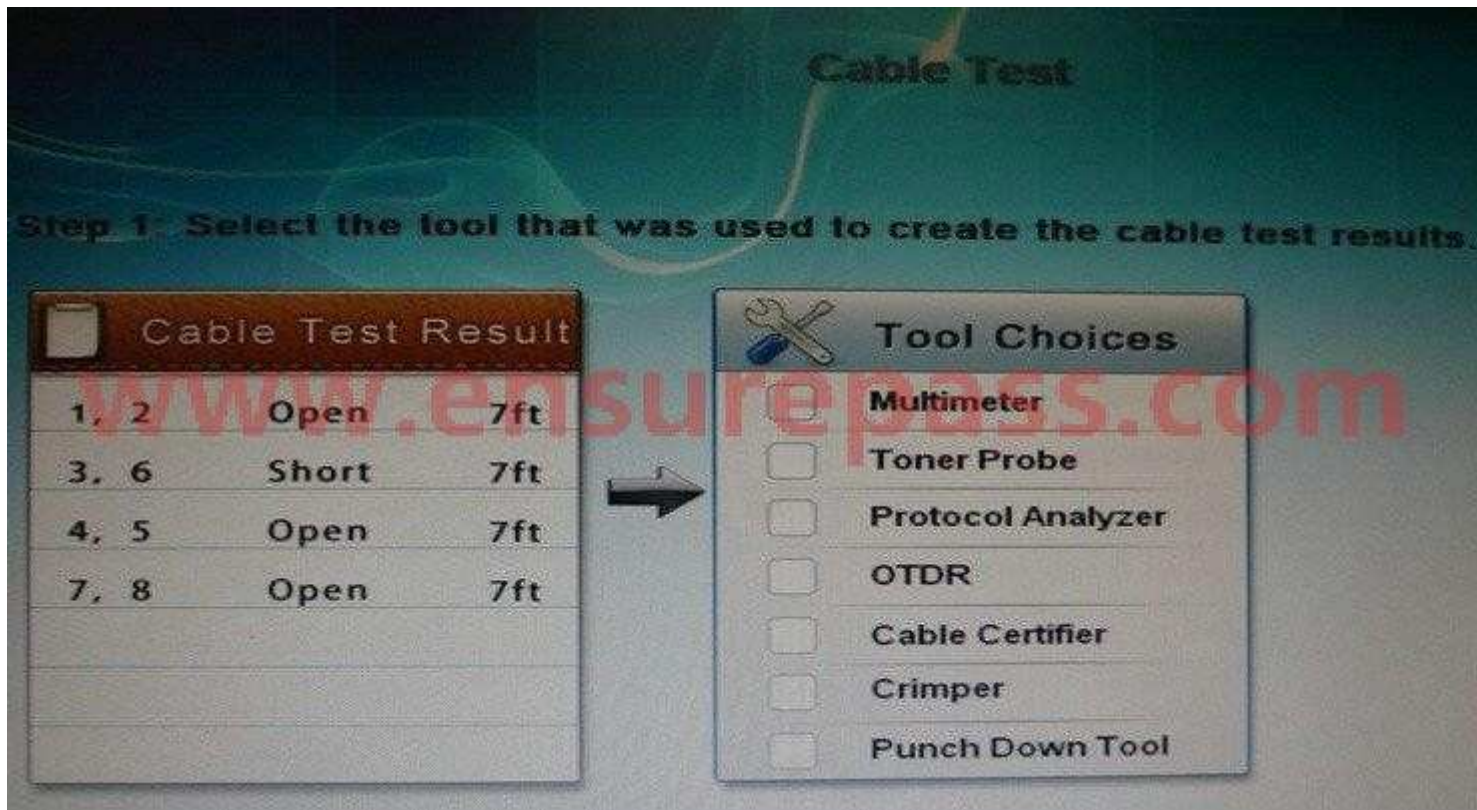 Cable Test
Step 1: Select the tool that was used to create the cable test results.
Cable Test Result
1, 2 Open 7ft
3, 6 Short 7ft
4, 5 Open 7ft
7, 8 Open 7ft
Tool Choices
Multimeter
Toner Probe
Protocol Analyzer
OTDR
Cable Certifier
Crimper
Punch Down Tool
www.ensurepass.com